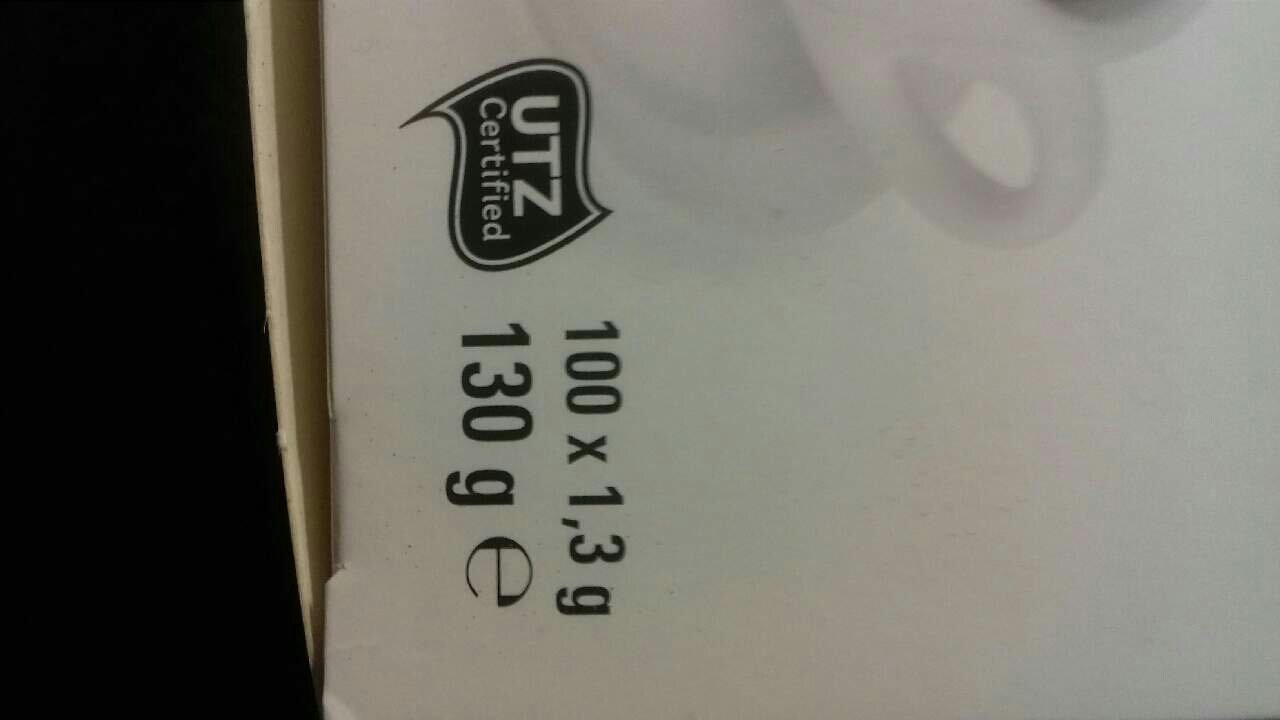 UTZ
Certified
100 x 1,3 g
130 g ℮